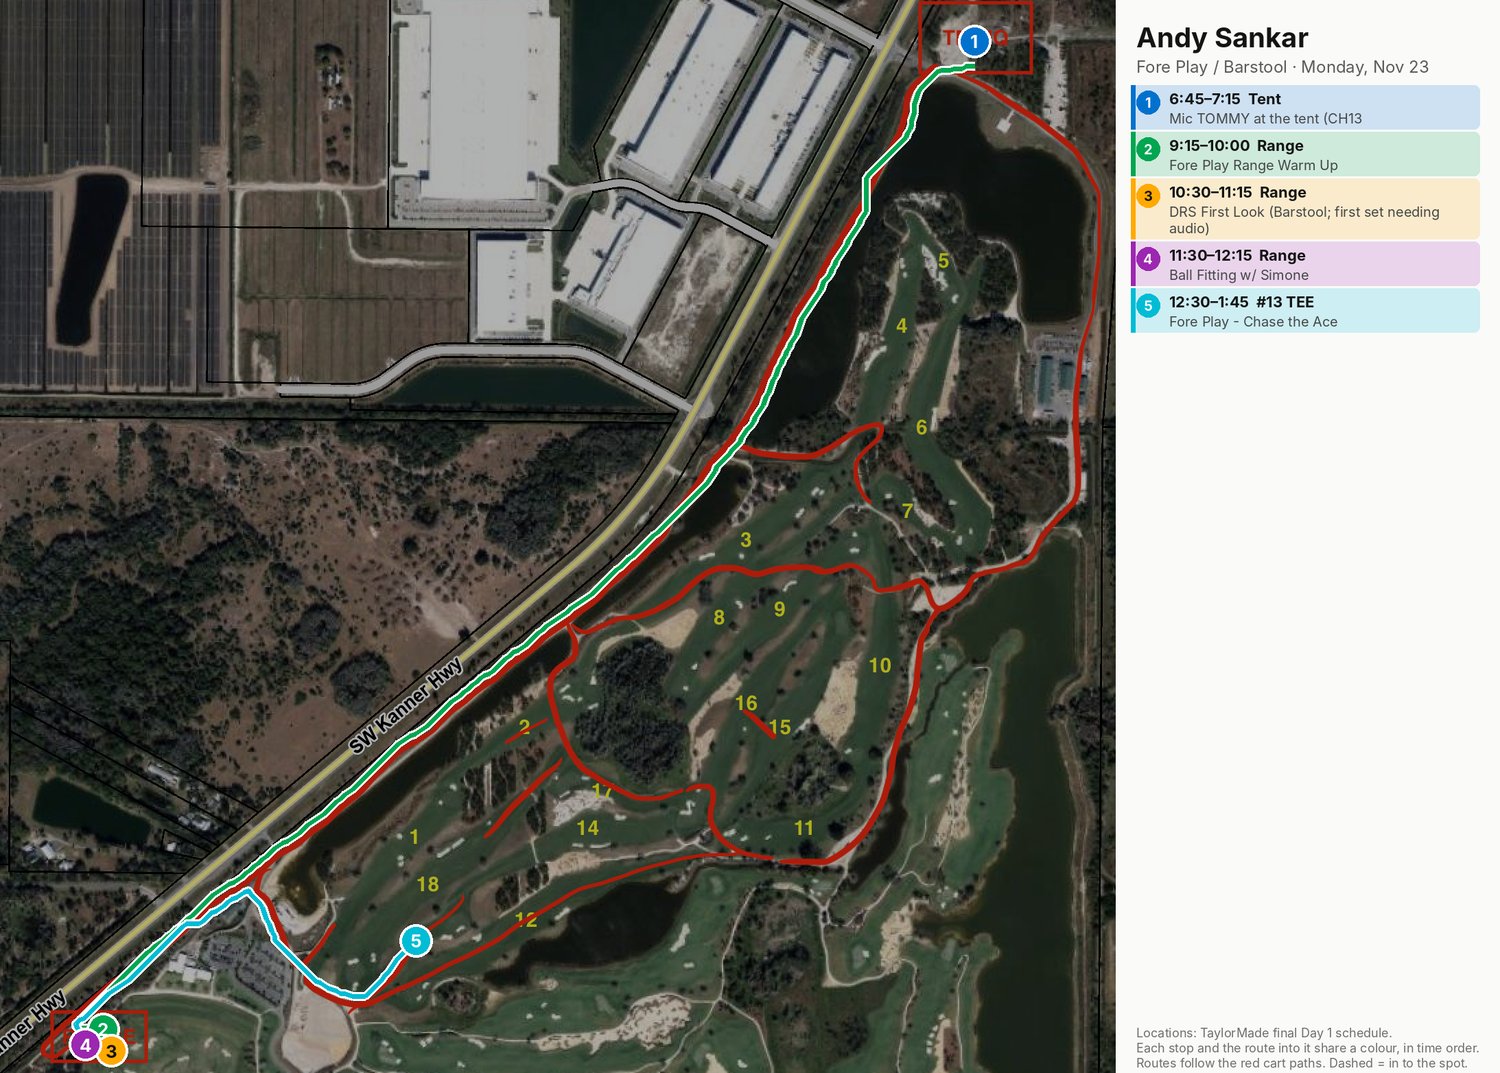 Andy Sankar
Fore Play / Barstool · Monday, Nov 23
1
6:45–7:15 Tent
Mic TOMMY at the tent (CH13
2
9:15–10:00 Range
Fore Play Range Warm Up
3
10:30–11:15 Range
DRS First Look (Barstool; first set needing
audio)
4
11:30–12:15 Range
Ball Fitting w/ Simone
5
12:30–1:45 #13 TEE
Fore Play - Chase the Ace
1
5
4
6
7
3
8
9
10
SW Kanner Hwy
16
15
2
17
14
11
1
18
12
5
2
4
3
Locations: TaylorMade final Day 1 schedule.
Each stop and the route into it share a colour, in time order.
Routes follow the red cart paths. Dashed = in to the spot.